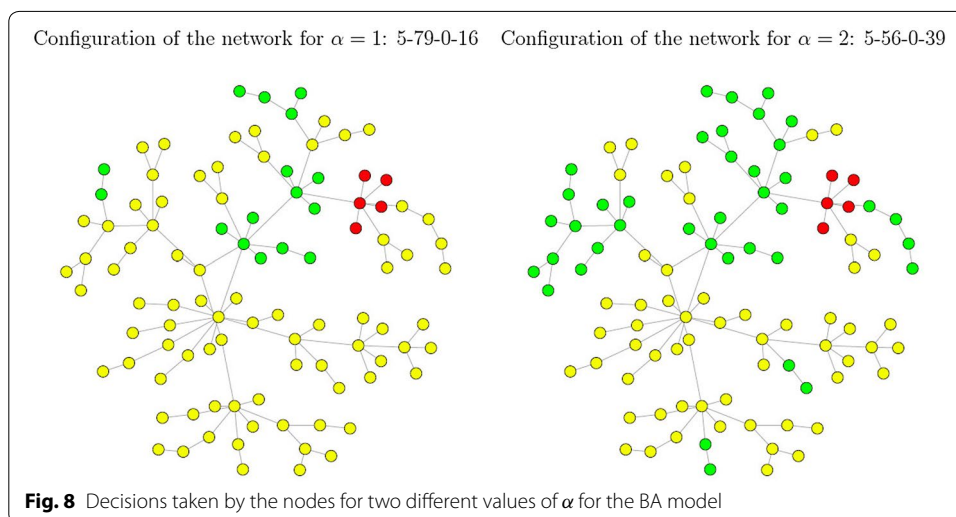 Configuration of the network for α = 1: 5-79-0-16 Configuration of the network for α = 2: 5-56-0-39
Fig. 8 Decisions taken by the nodes for two different values of α for the BA model